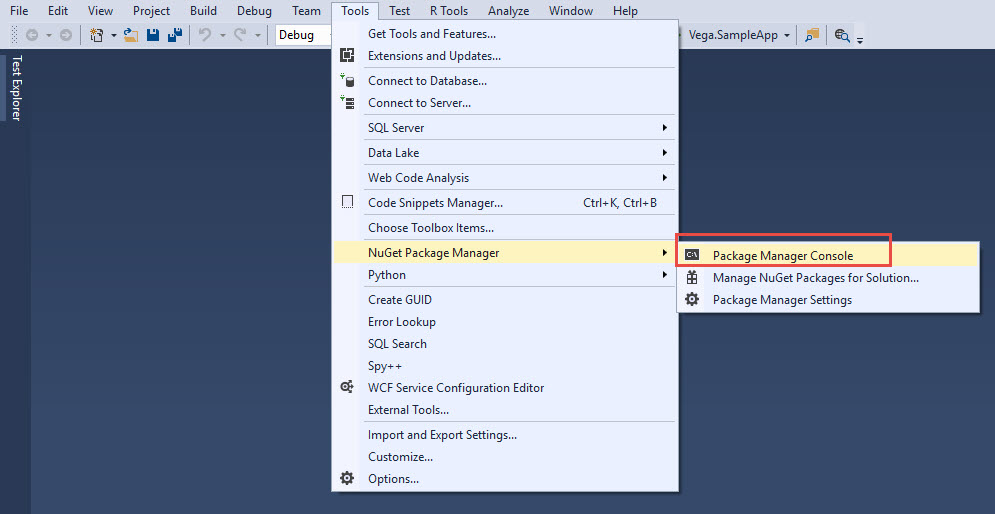 File Edit View Project Build Debug Team Tools Test R Tools Analyze Window Help
Debug
Vega.SampleApp
Test Explorer
Get Tools and Features...
Extensions and Updates...
Connect to Database...
Connect to Server...
SQL Server
Data Lake
Web Code Analysis
Code Snippets Manager... Ctrl+K, Ctrl+B
Choose Toolbox Items...
NuGet Package Manager
C:\ Package Manager Console
Manage NuGet Packages for Solution...
Package Manager Settings
Python
Create GUID
Error Lookup
SQL Search
Spy++
WCF Service Configuration Editor
External Tools...
Import and Export Settings...
Customize...
Options...